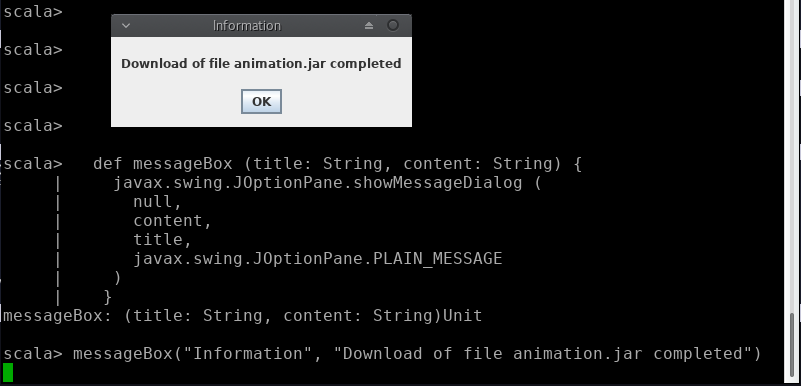 scala>
Information
scala>
Download of file animation.jar completed
scala>
OK
scala>
scala>   def messageBox (title: String, content: String) {
     |     javax.swing.JOptionPane.showMessageDialog (
     |       null,
     |       content,
     |       title,
     |       javax.swing.JOptionPane.PLAIN_MESSAGE
     |     )
     |    }
messageBox: (title: String, content: String)Unit
scala> messageBox("Information", "Download of file animation.jar completed")